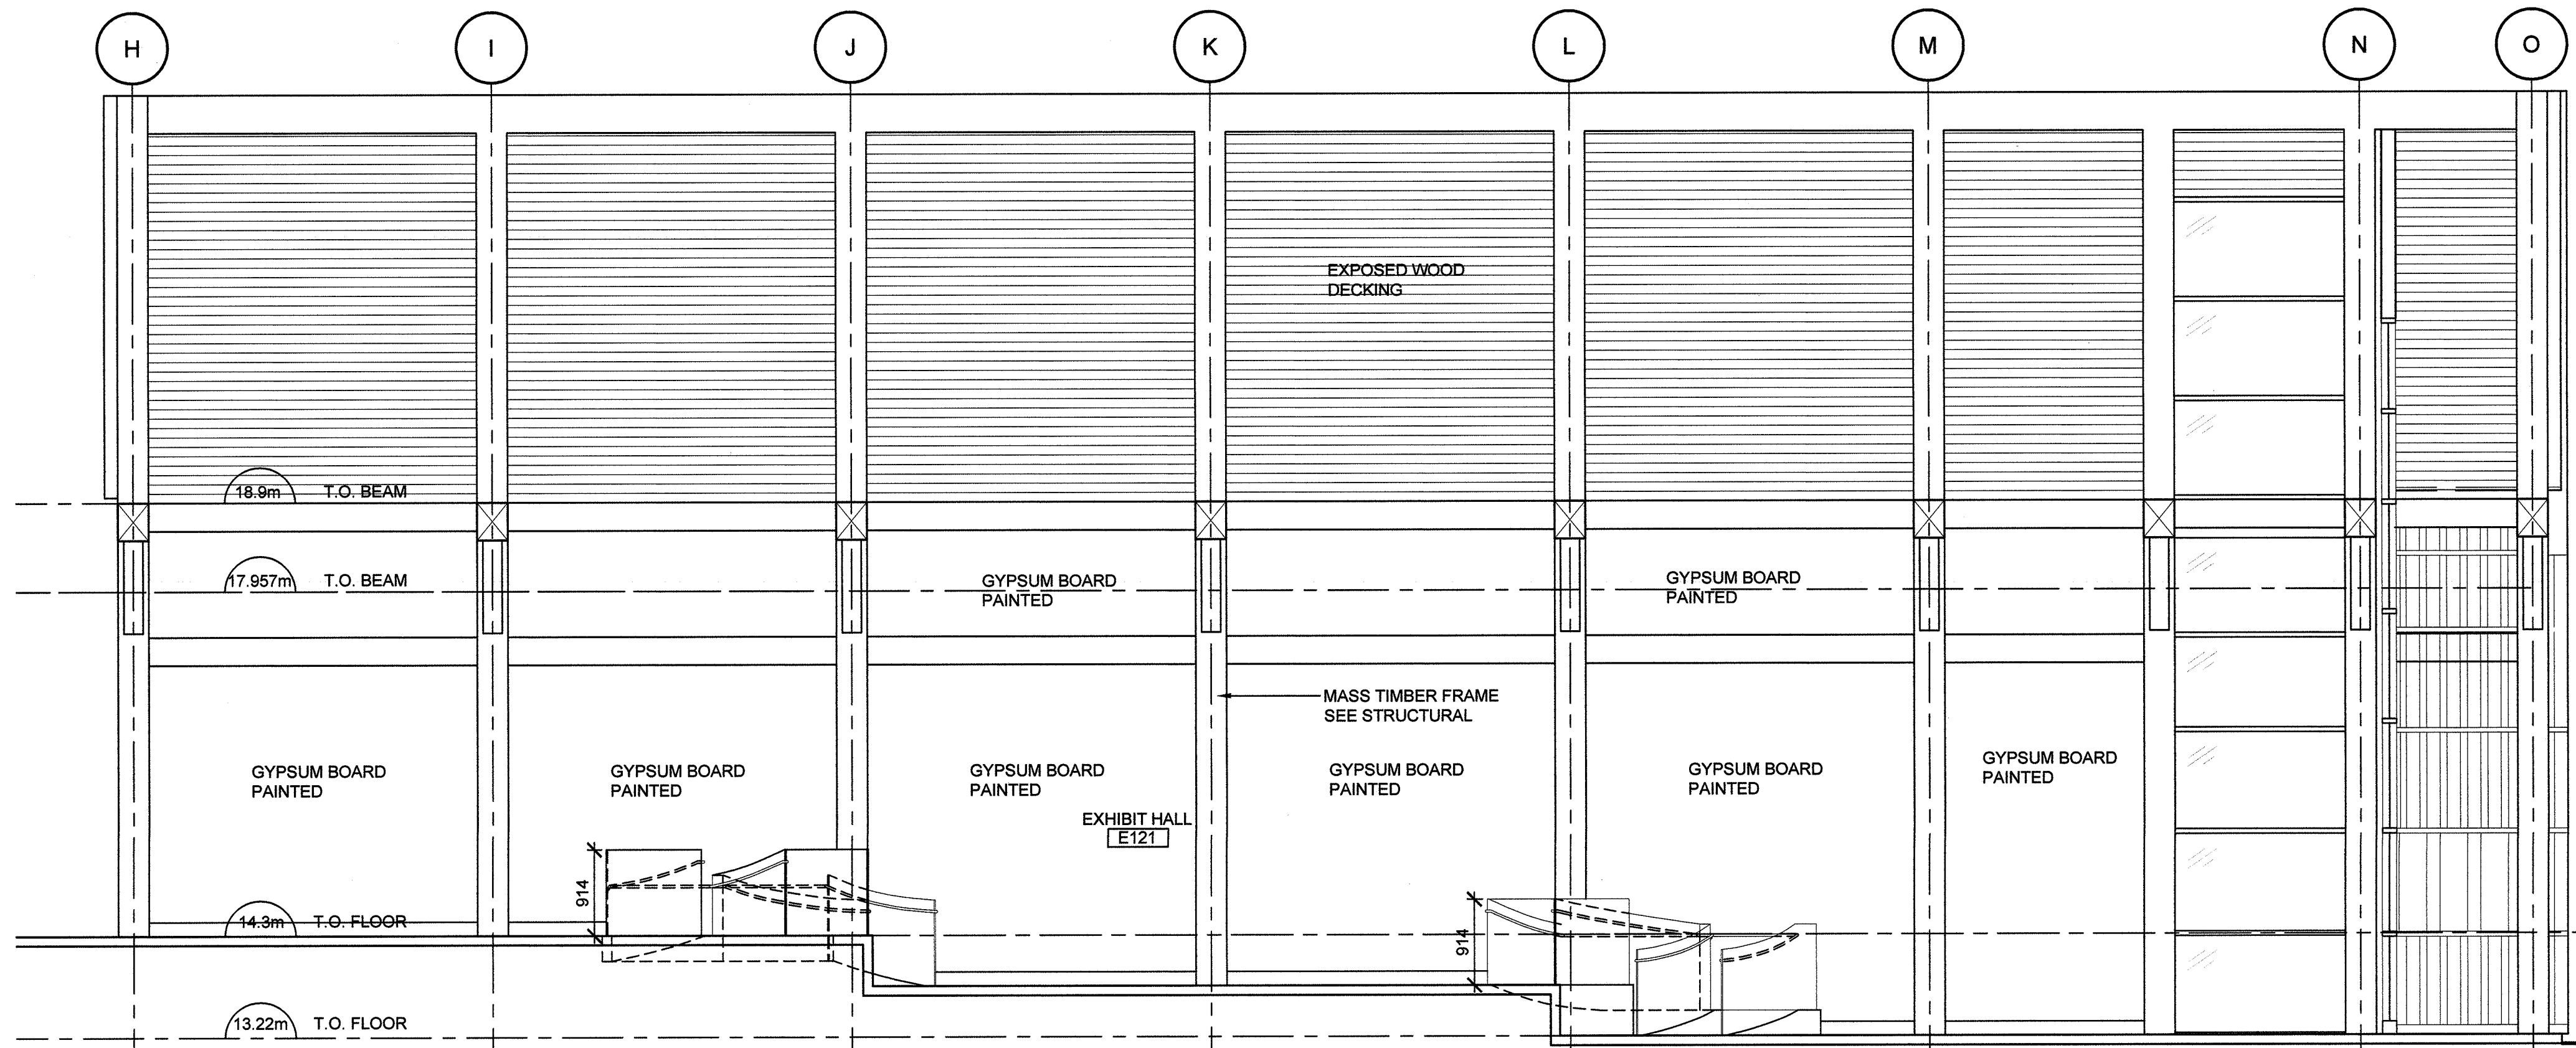 H I J K L M N O
EXPOSED WOOD
DECKING
18.9m T.O. BEAM
17.957m T.O. BEAM
GYPSUM BOARD
PAINTED
GYPSUM BOARD
PAINTED
MASS TIMBER FRAME
SEE STRUCTURAL
GYPSUM BOARD
PAINTED
GYPSUM BOARD
PAINTED
GYPSUM BOARD
PAINTED
GYPSUM BOARD
PAINTED
GYPSUM BOARD
PAINTED
GYPSUM BOARD
PAINTED
EXHIBIT HALL
E121
914
914
14.3m T.O. FLOOR
13.22m T.O. FLOOR